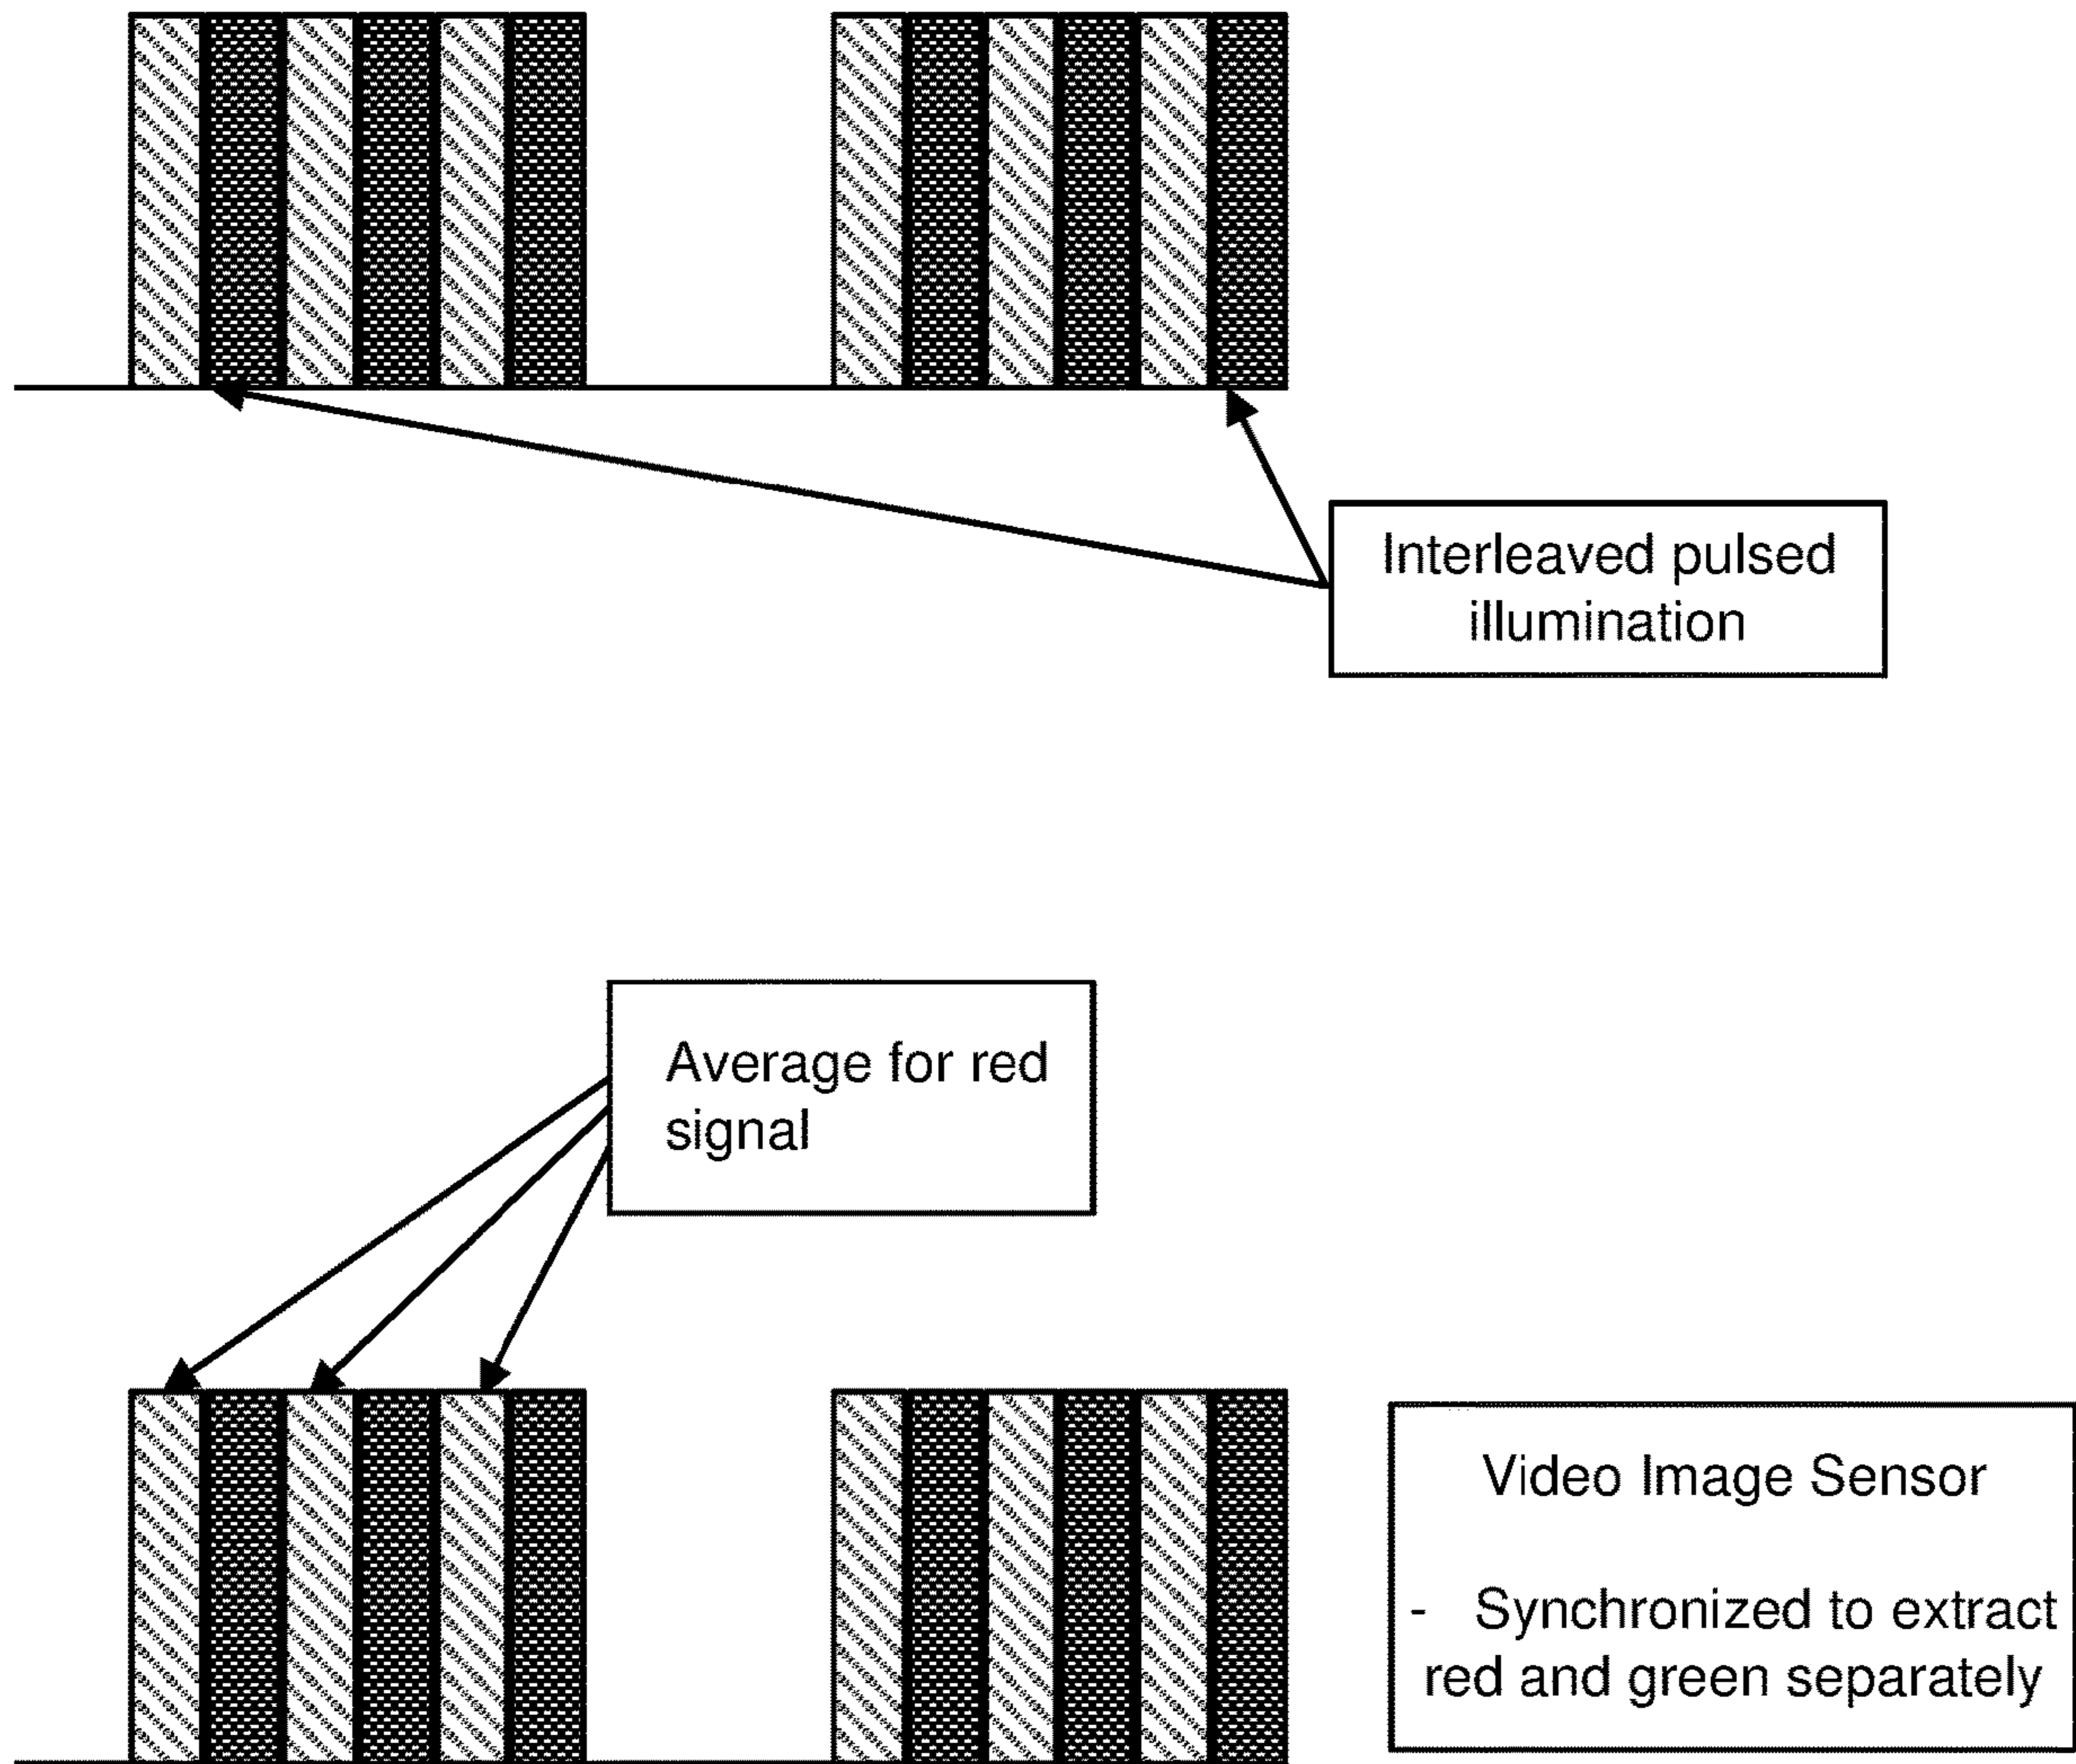 Interleaved pulsed
illumination
Average for red
signal
Video Image Sensor
- Synchronized to extract
red and green separately